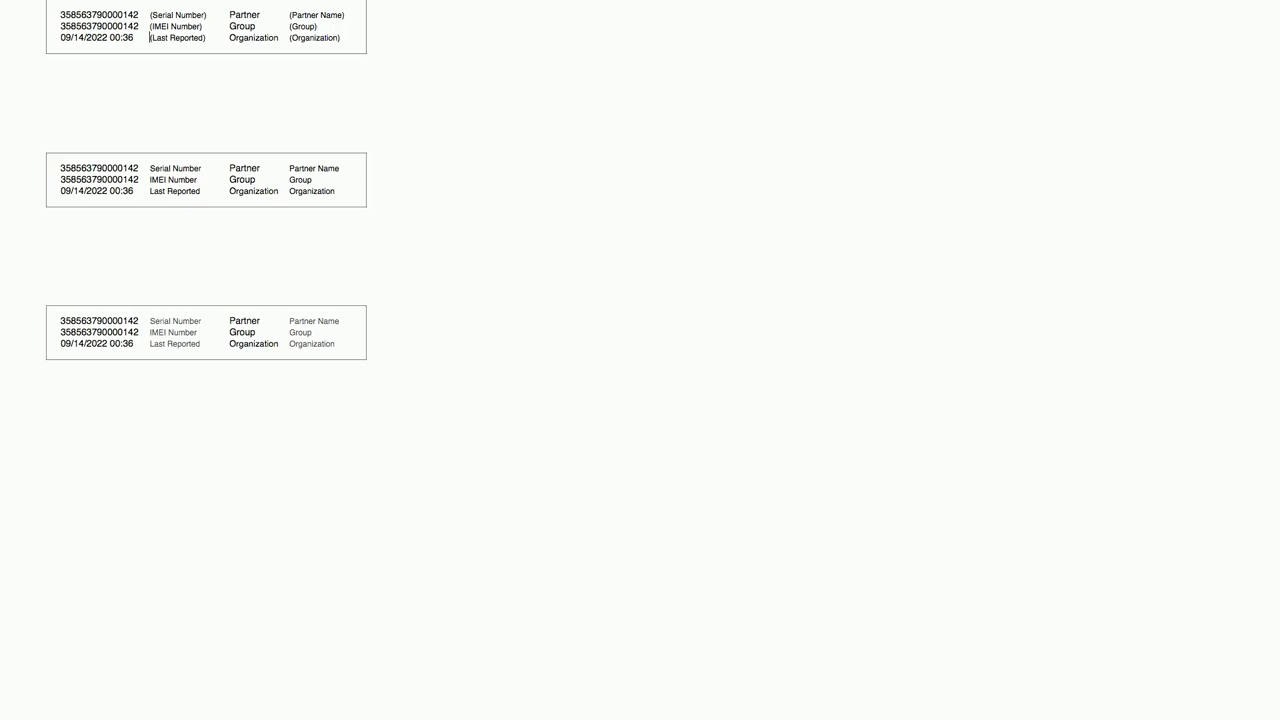 358563790000142 (Serial Number) Partner (Partner Name)
358563790000142 (IMEI Number) Group (Group)
09/14/2022 00:36 (Last Reported) Organization (Organization)
358563790000142 Serial Number Partner Partner Name
358563790000142 IMEI Number Group Group
09/14/2022 00:36 Last Reported Organization Organization
358563790000142 Serial Number Partner Partner Name
358563790000142 IMEI Number Group Group
09/14/2022 00:36 Last Reported Organization Organization